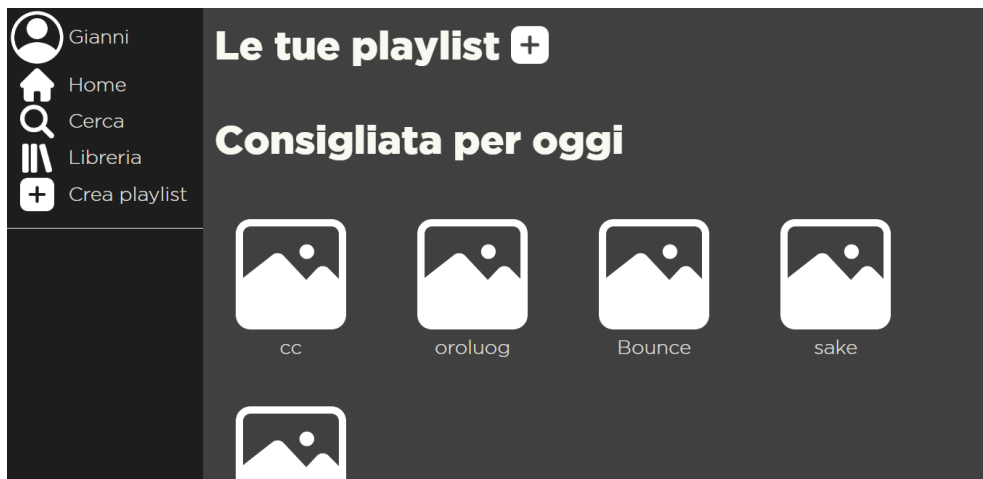 Gianni
Home
Cerca
Libreria
Crea playlist
Le tue playlist
Consigliata per oggi
cc
oroluog
Bounce
sake